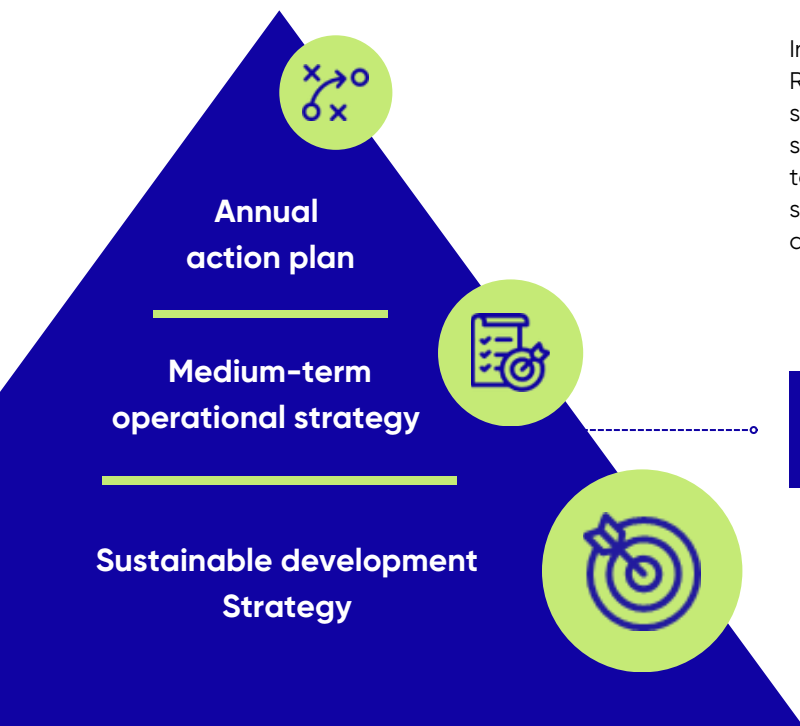 Annual
action plan
Medium-term
operational strategy
Sustainable development
Strategy